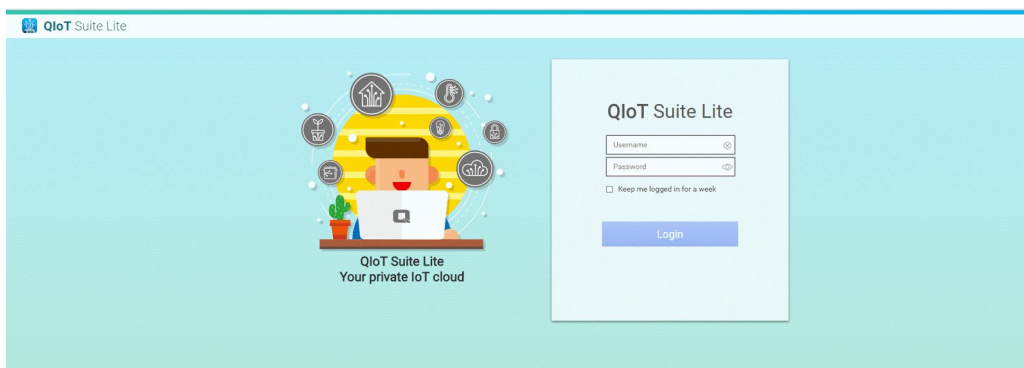 QIoT Suite Lite
QIoT Suite Lite
Username
Password
Keep me logged in for a week
Login
QIoT Suite Lite
Your private IoT cloud